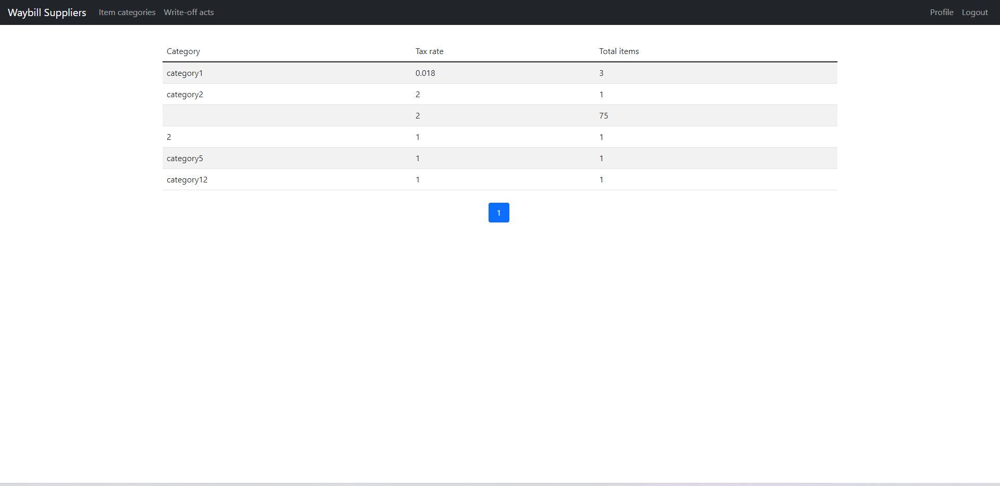 Waybill Suppliers Item categories Write-off acts Profile Logout
Category Tax rate Total items
category1 0.018 3
category2 2 1
2 75
2 1 1
category5 1 1
category12 1 1
1